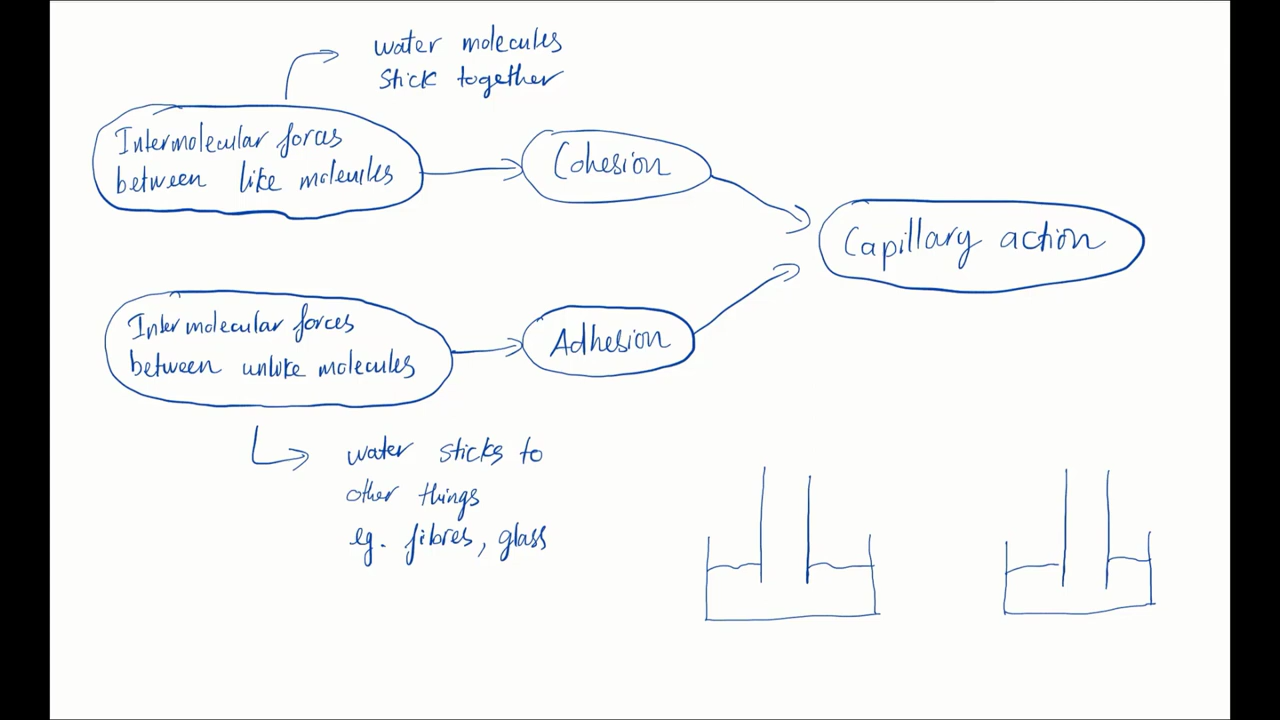 water molecules
stick together
Intermolecular forces
between like molecules
Cohesion
Capillary action
Intermolecular forces
between unlike molecules
Adhesion
water sticks to
other things
eg. fibres, glass